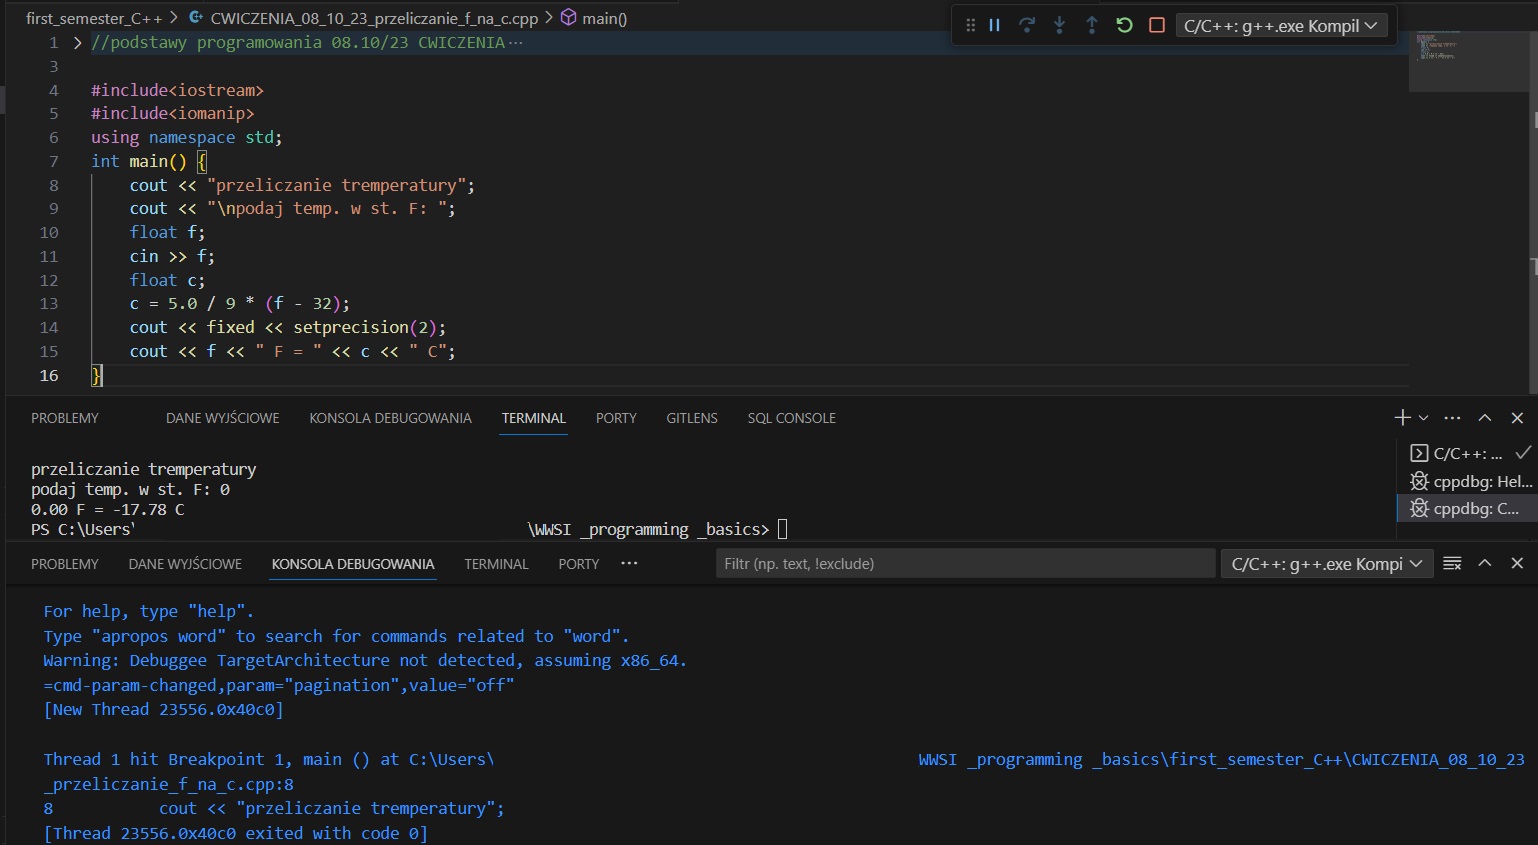 first_semester_C++ > CWICZENIA_08_10_23_przeliczanie_f_na_c.cpp > main()
C/C++: g++.exe Kompil
1 > //podstawy programowania 08.10/23 CWICZENIA···
3
4 #include<iostream>
5 #include<iomanip>
6 using namespace std;
7 int main() {
8     cout << "przeliczanie tremperatury";
9     cout << "\npodaj temp. w st. F: ";
10     float f;
11     cin >> f;
12     float c;
13     c = 5.0 / 9 * (f - 32);
14     cout << fixed << setprecision(2);
15     cout << f << " F = " << c << " C";
16 }
PROBLEMY DANE WYJŚCIOWE KONSOLA DEBUGOWANIA TERMINAL PORTY GITLENS SQL CONSOLE
przeliczanie tremperatury
podaj temp. w st. F: 0
0.00 F = -17.78 C
PS C:\Users\ \WWSI _programming _basics>
C/C++: ...
cppdbg: Hel...
cppdbg: C...
PROBLEMY DANE WYJŚCIOWE KONSOLA DEBUGOWANIA TERMINAL PORTY ··· Filtr (np. text, !exclude) C/C++: g++.exe Kompi
For help, type "help".
Type "apropos word" to search for commands related to "word".
Warning: Debuggee TargetArchitecture not detected, assuming x86_64.
=cmd-param-changed,param="pagination",value="off"
[New Thread 23556.0x40c0]
Thread 1 hit Breakpoint 1, main () at C:\Users\ WWSI _programming _basics\first_semester_C++\CWICZENIA_08_10_23
_przeliczanie_f_na_c.cpp:8
8           cout << "przeliczanie tremperatury";
[Thread 23556.0x40c0 exited with code 0]